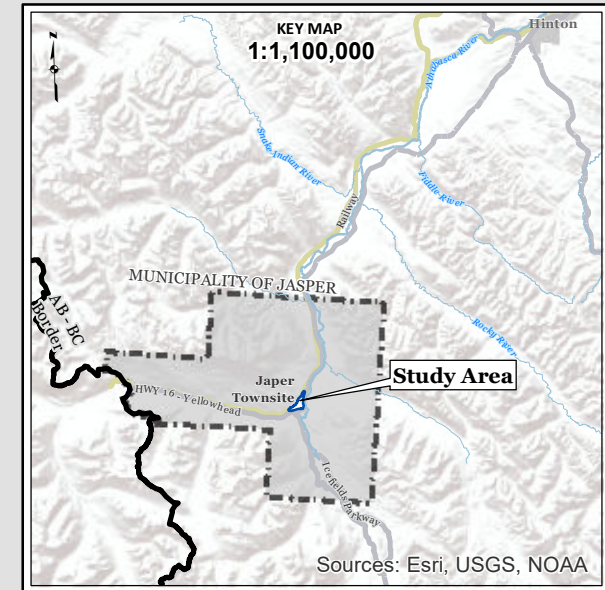 KEY MAP
1:1,100,000
Hinton
Athabasca River
Snake Indian River
Fiddle River
Railway
MUNICIPALITY OF JASPER
AB - BC
Border
Rocky River
Japer
Townsite
Study Area
HWY 16 - Yellowhead
Icefields Parkway
Sources: Esri, USGS, NOAA